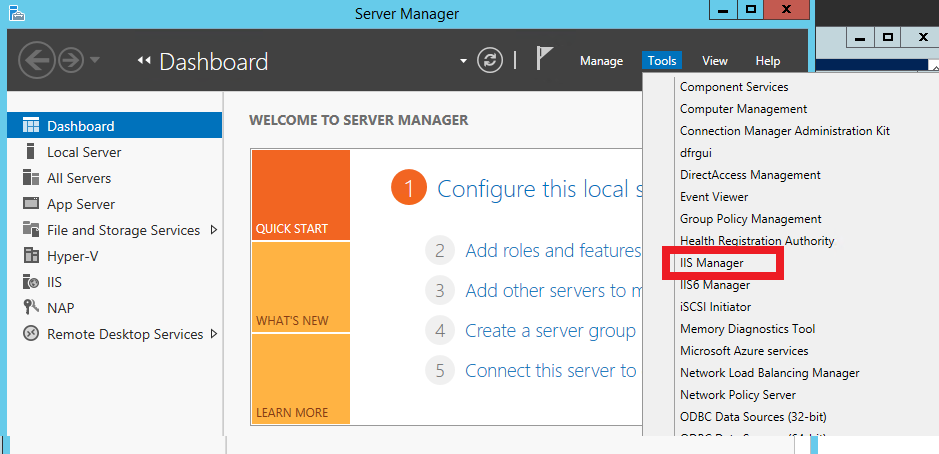 Server Manager
Dashboard
Manage
Tools
View
Help
Dashboard
Local Server
All Servers
App Server
File and Storage Services
Hyper-V
IIS
NAP
Remote Desktop Services
WELCOME TO SERVER MANAGER
QUICK START
WHAT'S NEW
LEARN MORE
1 Configure this local s
2 Add roles and features
3 Add other servers to m
4 Create a server group
5 Connect this server to
Component Services
Computer Management
Connection Manager Administration Kit
dfrgui
DirectAccess Management
Event Viewer
Group Policy Management
Health Registration Authority
IIS Manager
IIS6 Manager
iSCSI Initiator
Memory Diagnostics Tool
Microsoft Azure services
Network Load Balancing Manager
Network Policy Server
ODBC Data Sources (32-bit)
ODBC Data Sources (64-bit)